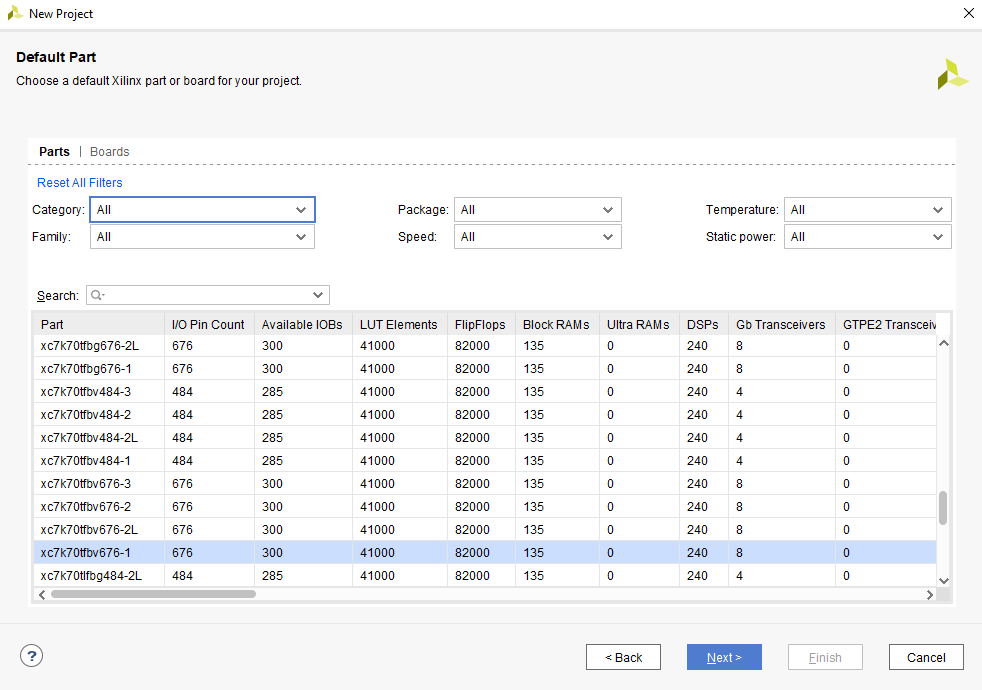 New Project
Default Part
Choose a default Xilinx part or board for your project.
Parts | Boards
Reset All Filters
Category: All Package: All Temperature: All
Family: All Speed: All Static power: All
Search:
Part I/O Pin Count Available IOBs LUT Elements FlipFlops Block RAMs Ultra RAMs DSPs Gb Transceivers GTPE2 Transceiv
xc7k70tfbg676-2L 676 300 41000 82000 135 0 240 8 0
xc7k70tfbg676-1 676 300 41000 82000 135 0 240 8 0
xc7k70tfbv484-3 484 285 41000 82000 135 0 240 4 0
xc7k70tfbv484-2 484 285 41000 82000 135 0 240 4 0
xc7k70tfbv484-2L 484 285 41000 82000 135 0 240 4 0
xc7k70tfbv484-1 484 285 41000 82000 135 0 240 4 0
xc7k70tfbv676-3 676 300 41000 82000 135 0 240 8 0
xc7k70tfbv676-2 676 300 41000 82000 135 0 240 8 0
xc7k70tfbv676-2L 676 300 41000 82000 135 0 240 8 0
xc7k70tfbv676-1 676 300 41000 82000 135 0 240 8 0
xc7k70tlfbg484-2L 484 285 41000 82000 135 0 240 4 0
? < Back Next > Finish Cancel